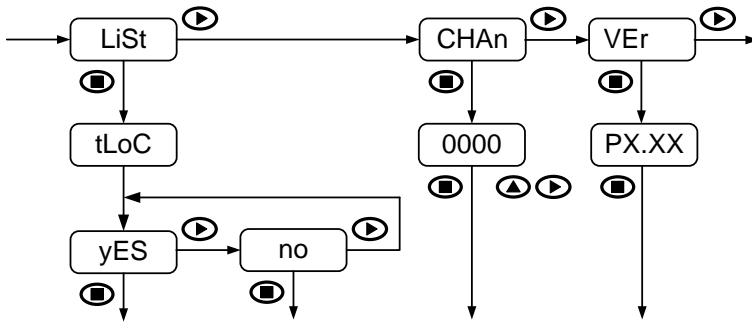 LiSt CHAn VEr
tLoC 0000 PX.XX
yES no